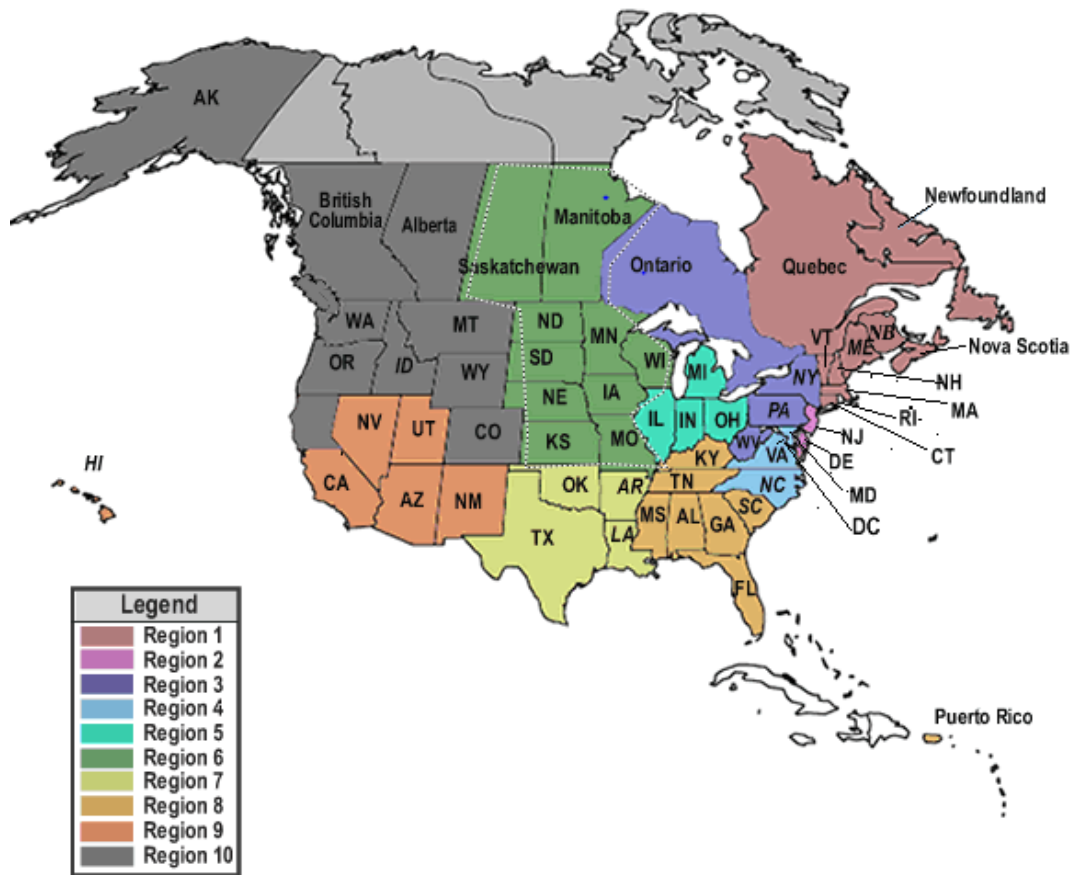 AK
British
Columbia
Alberta
Manitoba
Saskatchewan
Ontario
Quebec
Newfoundland
WA
MT
ND
MN
VT
ME
NB
Nova Scotia
OR
ID
WY
SD
WI
MI
NY
NH
NE
IA
PA
MA
NV
UT
CO
KS
MO
IL
IN
OH
WV
VA
RI
NJ
CT
DE
HI
CA
AZ
NM
OK
AR
KY
TN
NC
MD
DC
TX
LA
MS
AL
GA
SC
FL
Puerto Rico
Legend
Region 1
Region 2
Region 3
Region 4
Region 5
Region 6
Region 7
Region 8
Region 9
Region 10